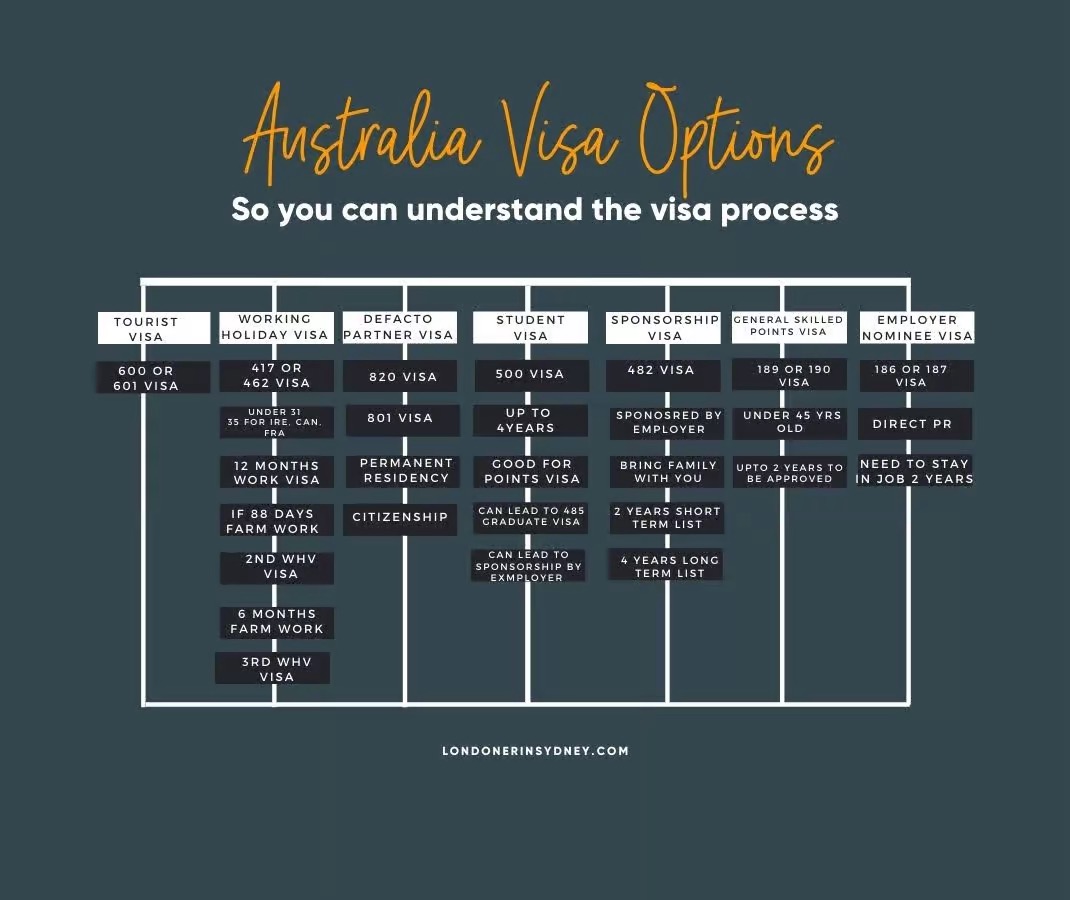 Australia Visa Options
So you can understand the visa process
TOURIST
VISA
600 OR
601 VISA
WORKING
HOLIDAY VISA
417 OR
462 VISA
UNDER 31
35 FOR IRE, CAN,
FRA
12 MONTHS
WORK VISA
IF 88 DAYS
FARM WORK
2ND WHV
VISA
6 MONTHS
FARM WORK
3RD WHV
VISA
DEFACTO
PARTNER VISA
820 VISA
801 VISA
PERMANENT
RESIDENCY
CITIZENSHIP
STUDENT
VISA
500 VISA
UP TO
4YEARS
GOOD FOR
POINTS VISA
CAN LEAD TO 485
GRADUATE VISA
CAN LEAD TO
SPONSORSHIP BY
EXMPLOYER
SPONSORSHIP
VISA
482 VISA
SPONOSRED BY
EMPLOYER
BRING FAMILY
WITH YOU
2 YEARS SHORT
TERM LIST
4 YEARS LONG
TERM LIST
GENERAL SKILLED
POINTS VISA
189 OR 190
VISA
UNDER 45 YRS
OLD
UPTO 2 YEARS TO
BE APPROVED
EMPLOYER
NOMINEE VISA
186 OR 187
VISA
DIRECT PR
NEED TO STAY
IN JOB 2 YEARS
LONDONERINSYDNEY.COM